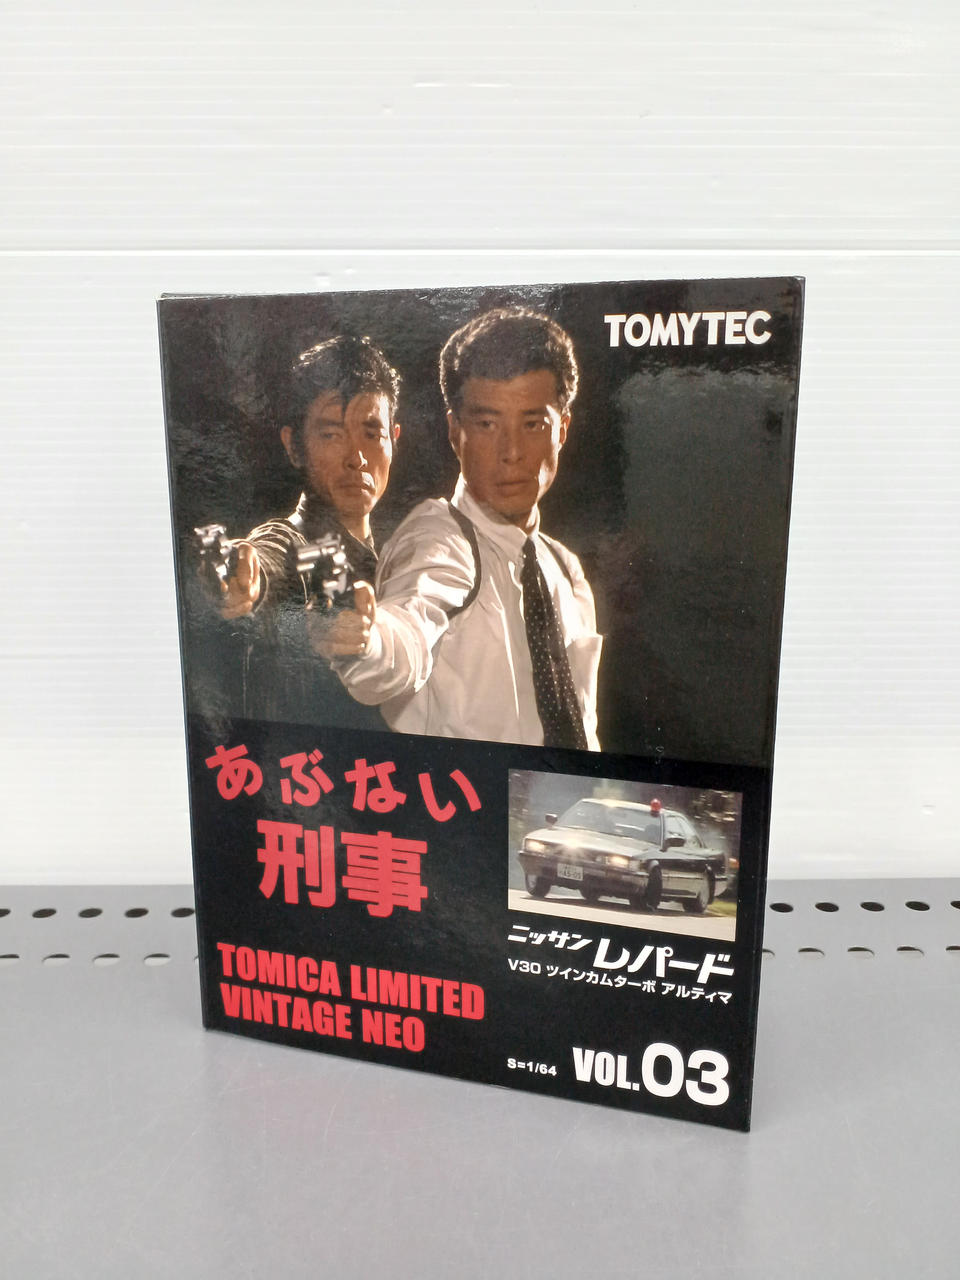 TOMYTEC
あぶない
刑事
TOMICA LIMITED
VINTAGE NEO
ニッサン レパード
V30 ツインカムターボ アルティマ
S=1/64 VOL.03